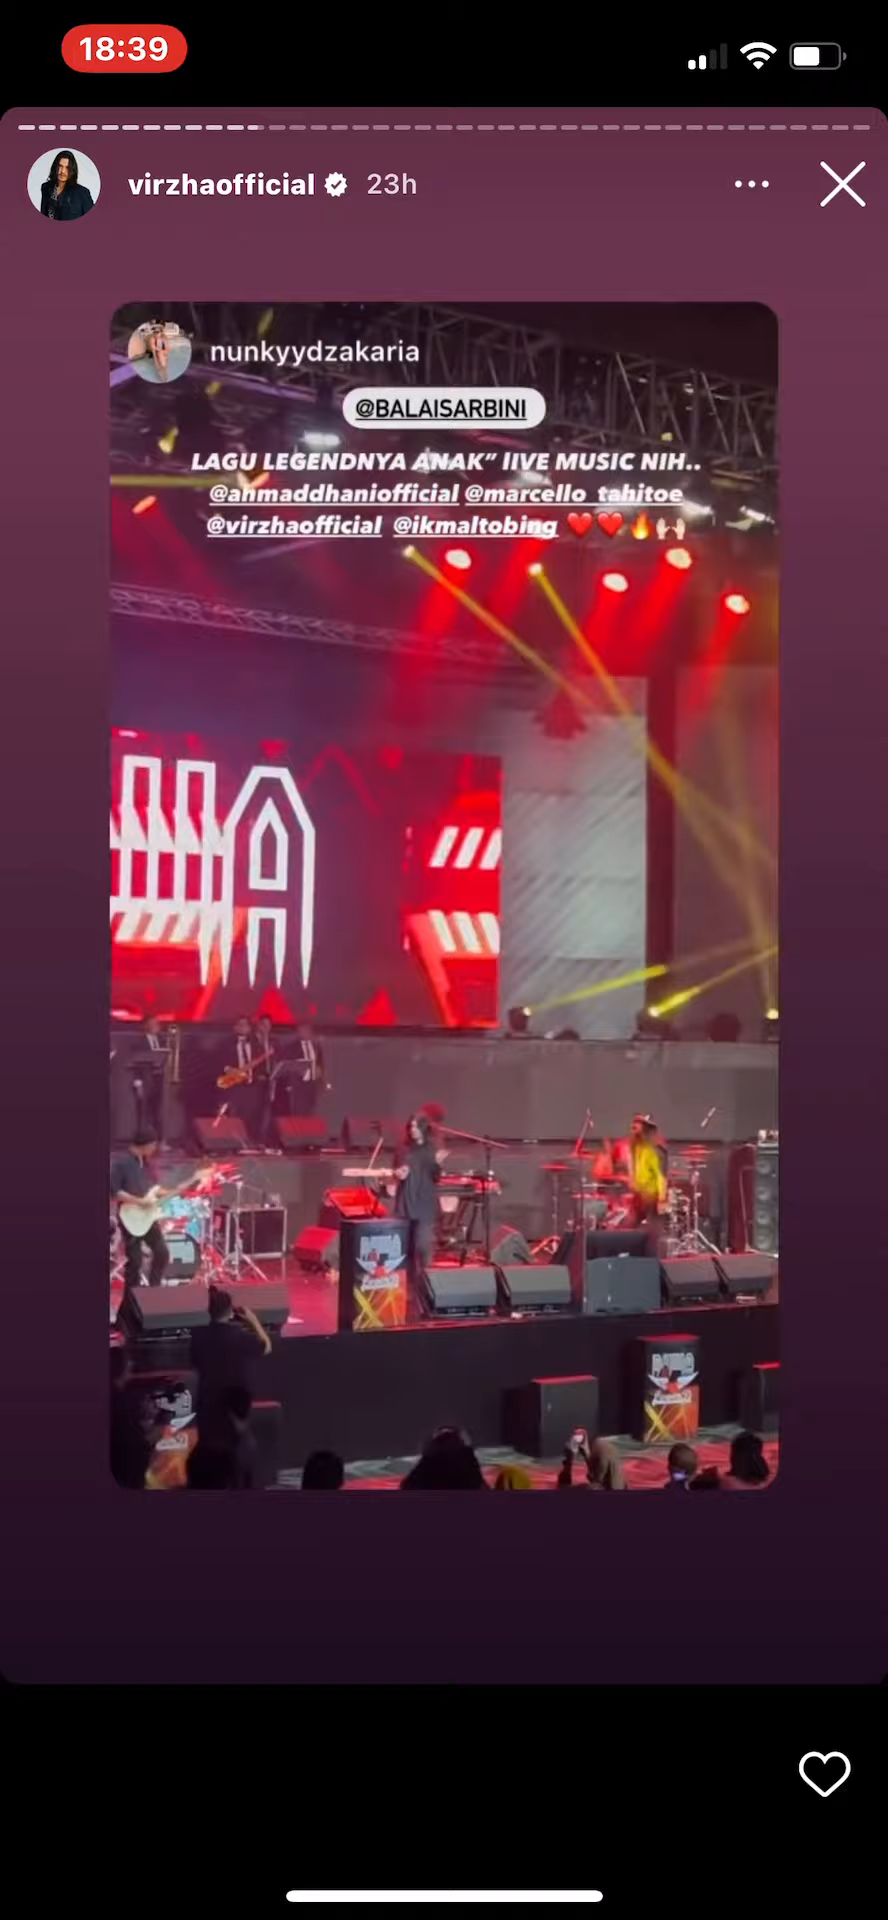 18:39
virzhaofficial 23h
nunkyydzakaria
@BALAISARBINI
LAGU LEGENDNYA ANAK" lIVE MUSIC NIH..
@ahmaddhaniofficial @marcello_tahitoe
@virzhaofficial @ikmaltobing ❤️❤️🔥🙌🏻